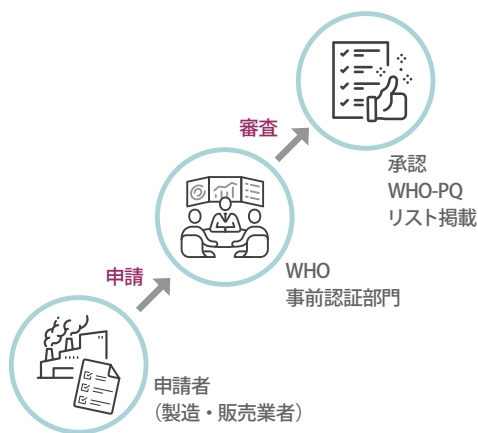 審査
承認
WHO-PQ
リスト掲載
申請
WHO
事前認証部門
申請者
（製造・販売業者）